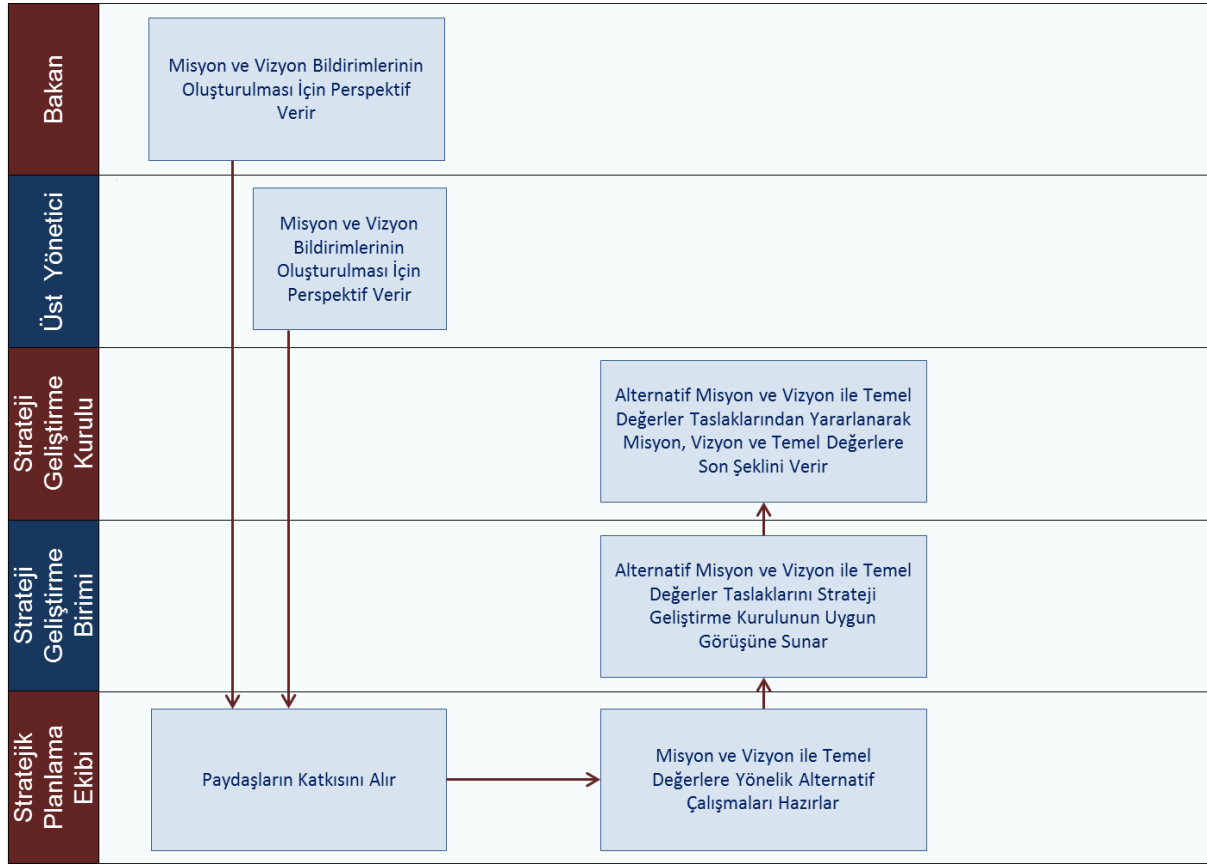 Bakan
Misyon ve Vizyon Bildirimlerinin
Oluşturulması İçin Perspektif
Verir
Üst Yönetici
Misyon ve Vizyon
Bildirimlerinin
Oluşturulması İçin
Perspektif Verir
Strateji
Geliştirme
Kurulu
Alternatif Misyon ve Vizyon ile Temel
Değerler Taslaklarından Yararlanarak
Misyon, Vizyon ve Temel Değerlere
Son Şeklini Verir
Strateji
Geliştirme
Birimi
Alternatif Misyon ve Vizyon ile Temel
Değerler Taslaklarını Strateji
Geliştirme Kurulunun Uygun
Görüşüne Sunar
Stratejik
Planlama
Ekibi
Paydaşların Katkısını Alır
Misyon ve Vizyon ile Temel
Değerlere Yönelik Alternatif
Çalışmaları Hazırlar